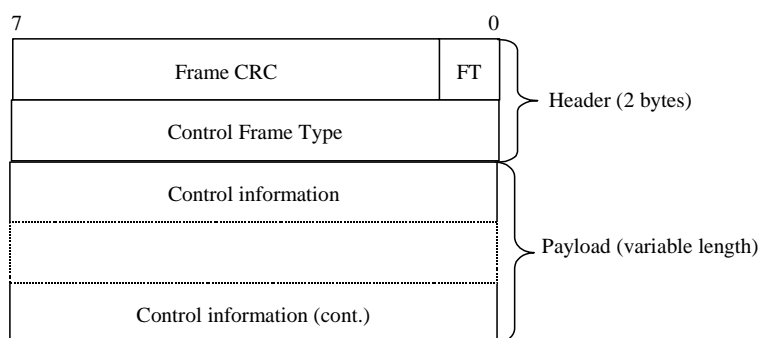 7 0
Frame CRC FT
Header (2 bytes)
Control Frame Type
Control information
Payload (variable length)
Control information (cont.)